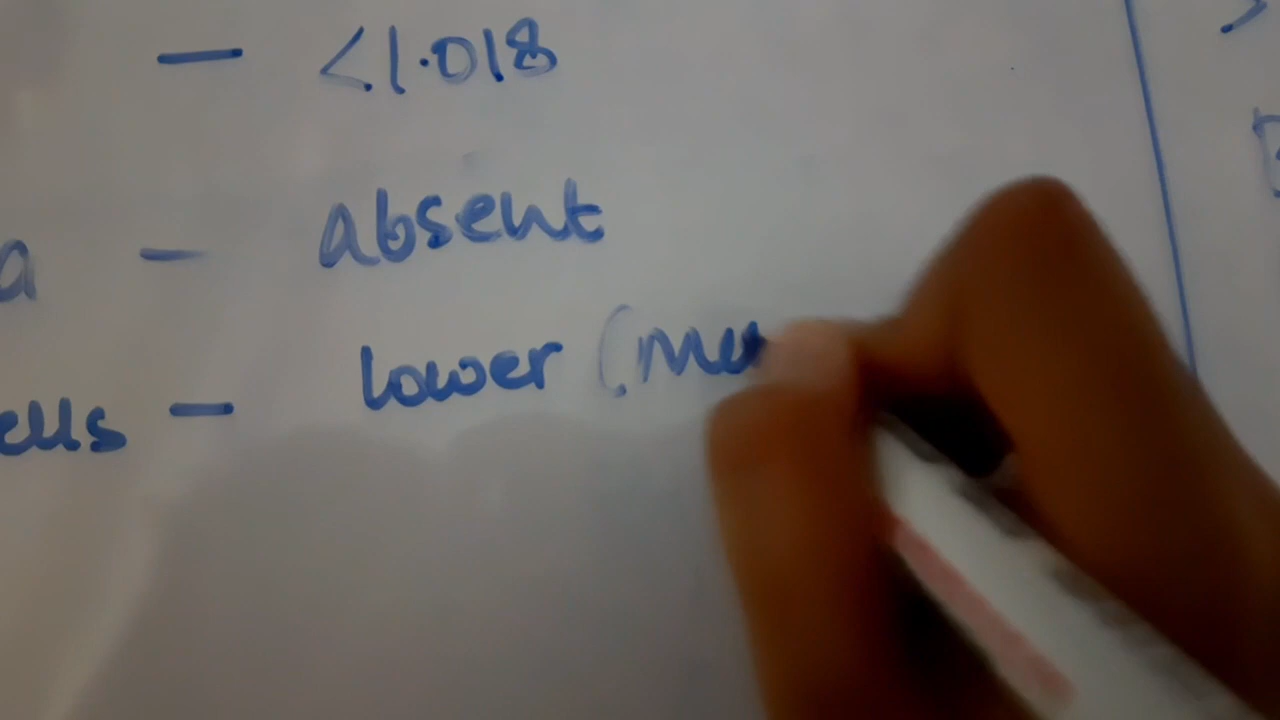 — <1.018
a — absent
ells — lower (Me